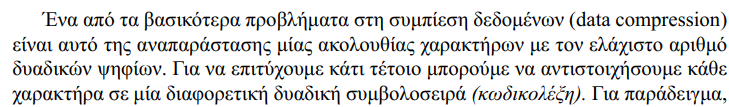 Ένα από τα βασικότερα προβλήματα στη συμπίεση δεδομένων (data compression)
είναι αυτό της αναπαράστασης μίας ακολουθίας χαρακτήρων με τον ελάχιστο αριθμό
δυαδικών ψηφίων. Για να επιτύχουμε κάτι τέτοιο μπορούμε να αντιστοιχήσουμε κάθε
χαρακτήρα σε μία διαφορετική δυαδική συμβολοσειρά (κωδικολέξη). Για παράδειγμα,